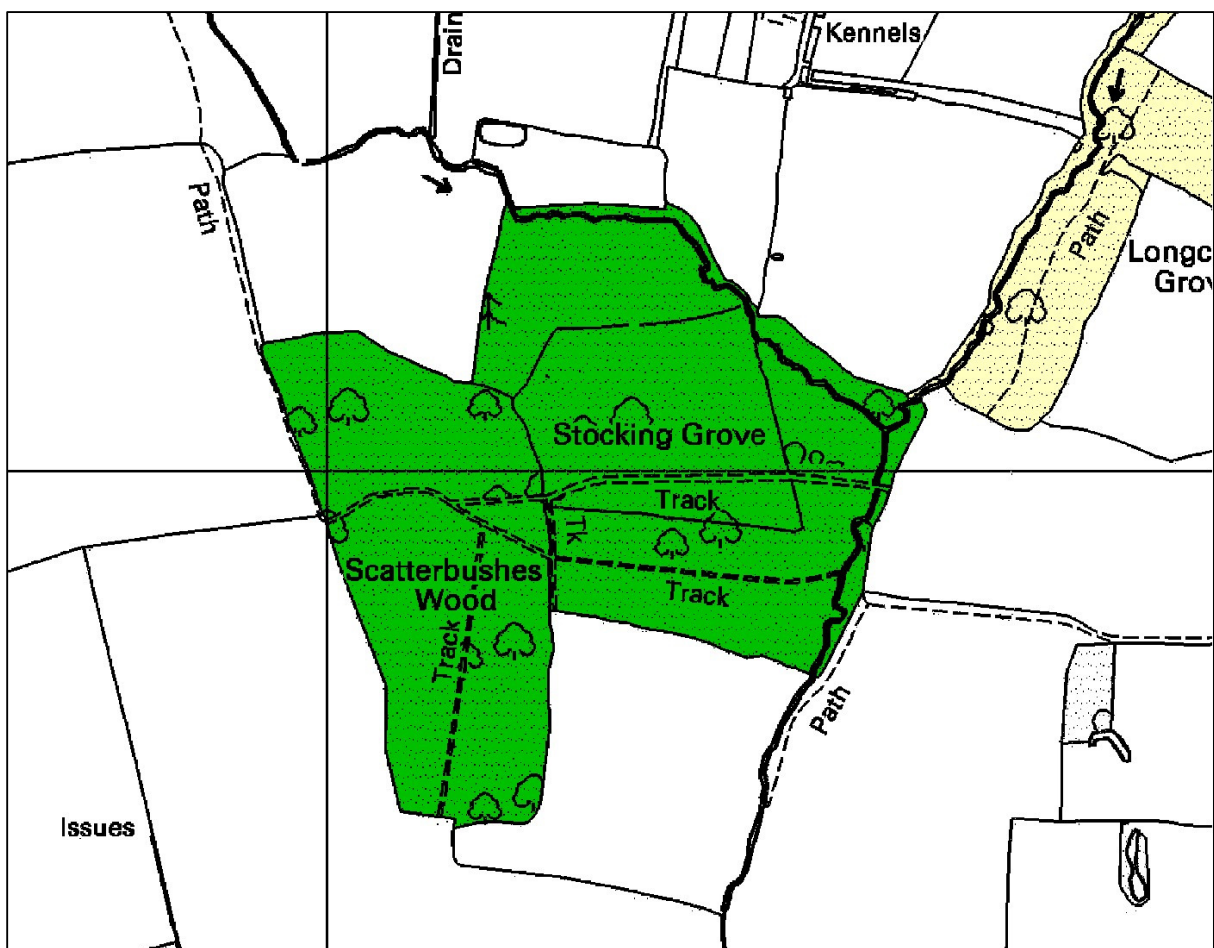 Drain
Kennels
Path
Path
Longc
Grov
Stocking Grove
Track
Tk
Scatterbushes
Wood
Track
Track
Path
Issues